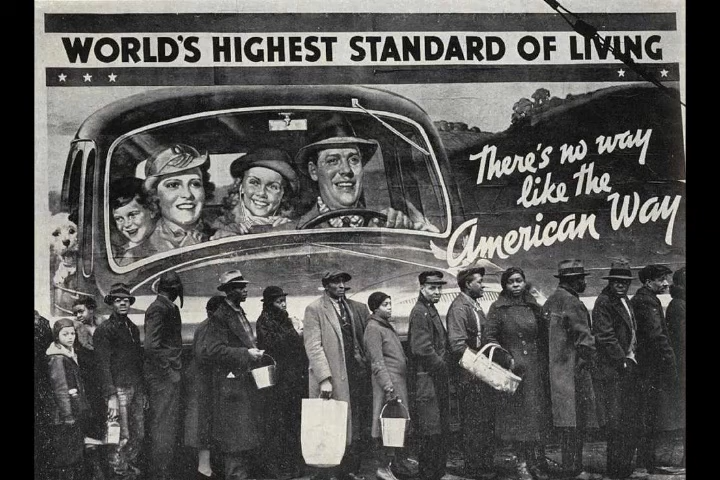 WORLD'S HIGHEST STANDARD OF LIVING
There's no way
like the
American Way